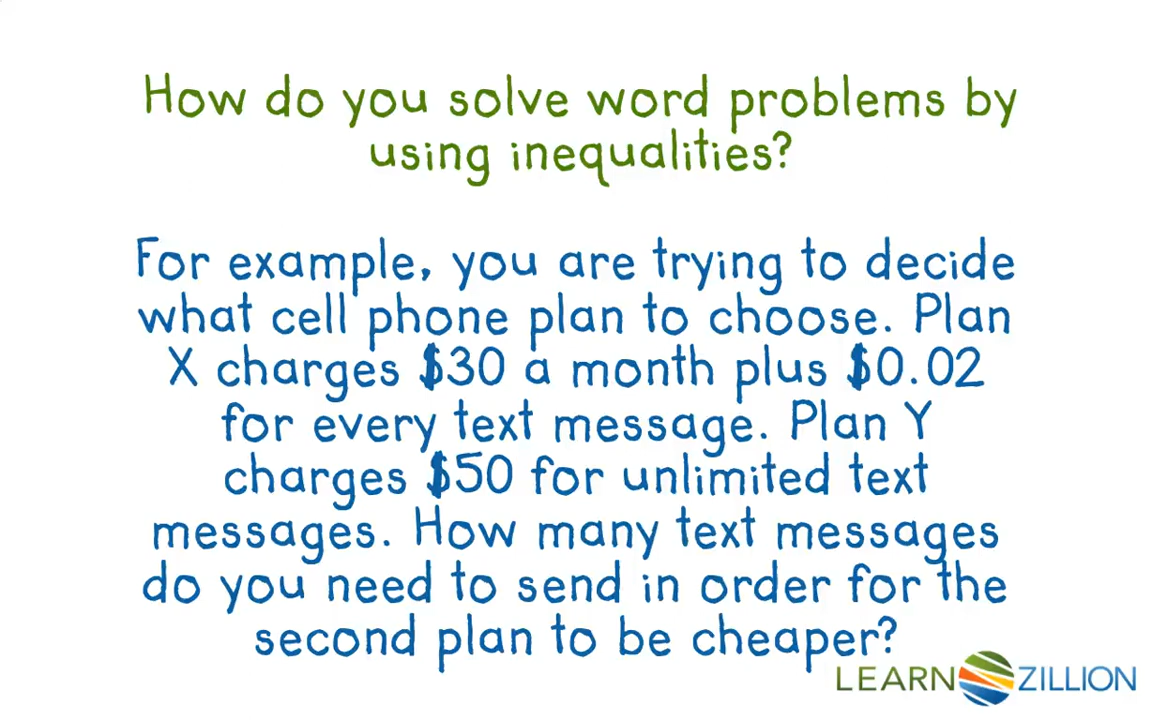 How do you solve word problems by
using inequalities?
For example, you are trying to decide
what cell phone plan to choose. Plan
X charges $30 a month plus $0.02
for every text message. Plan Y
charges $50 for unlimited text
messages. How many text messages
do you need to send in order for the
second plan to be cheaper?
LEARN ZILLION